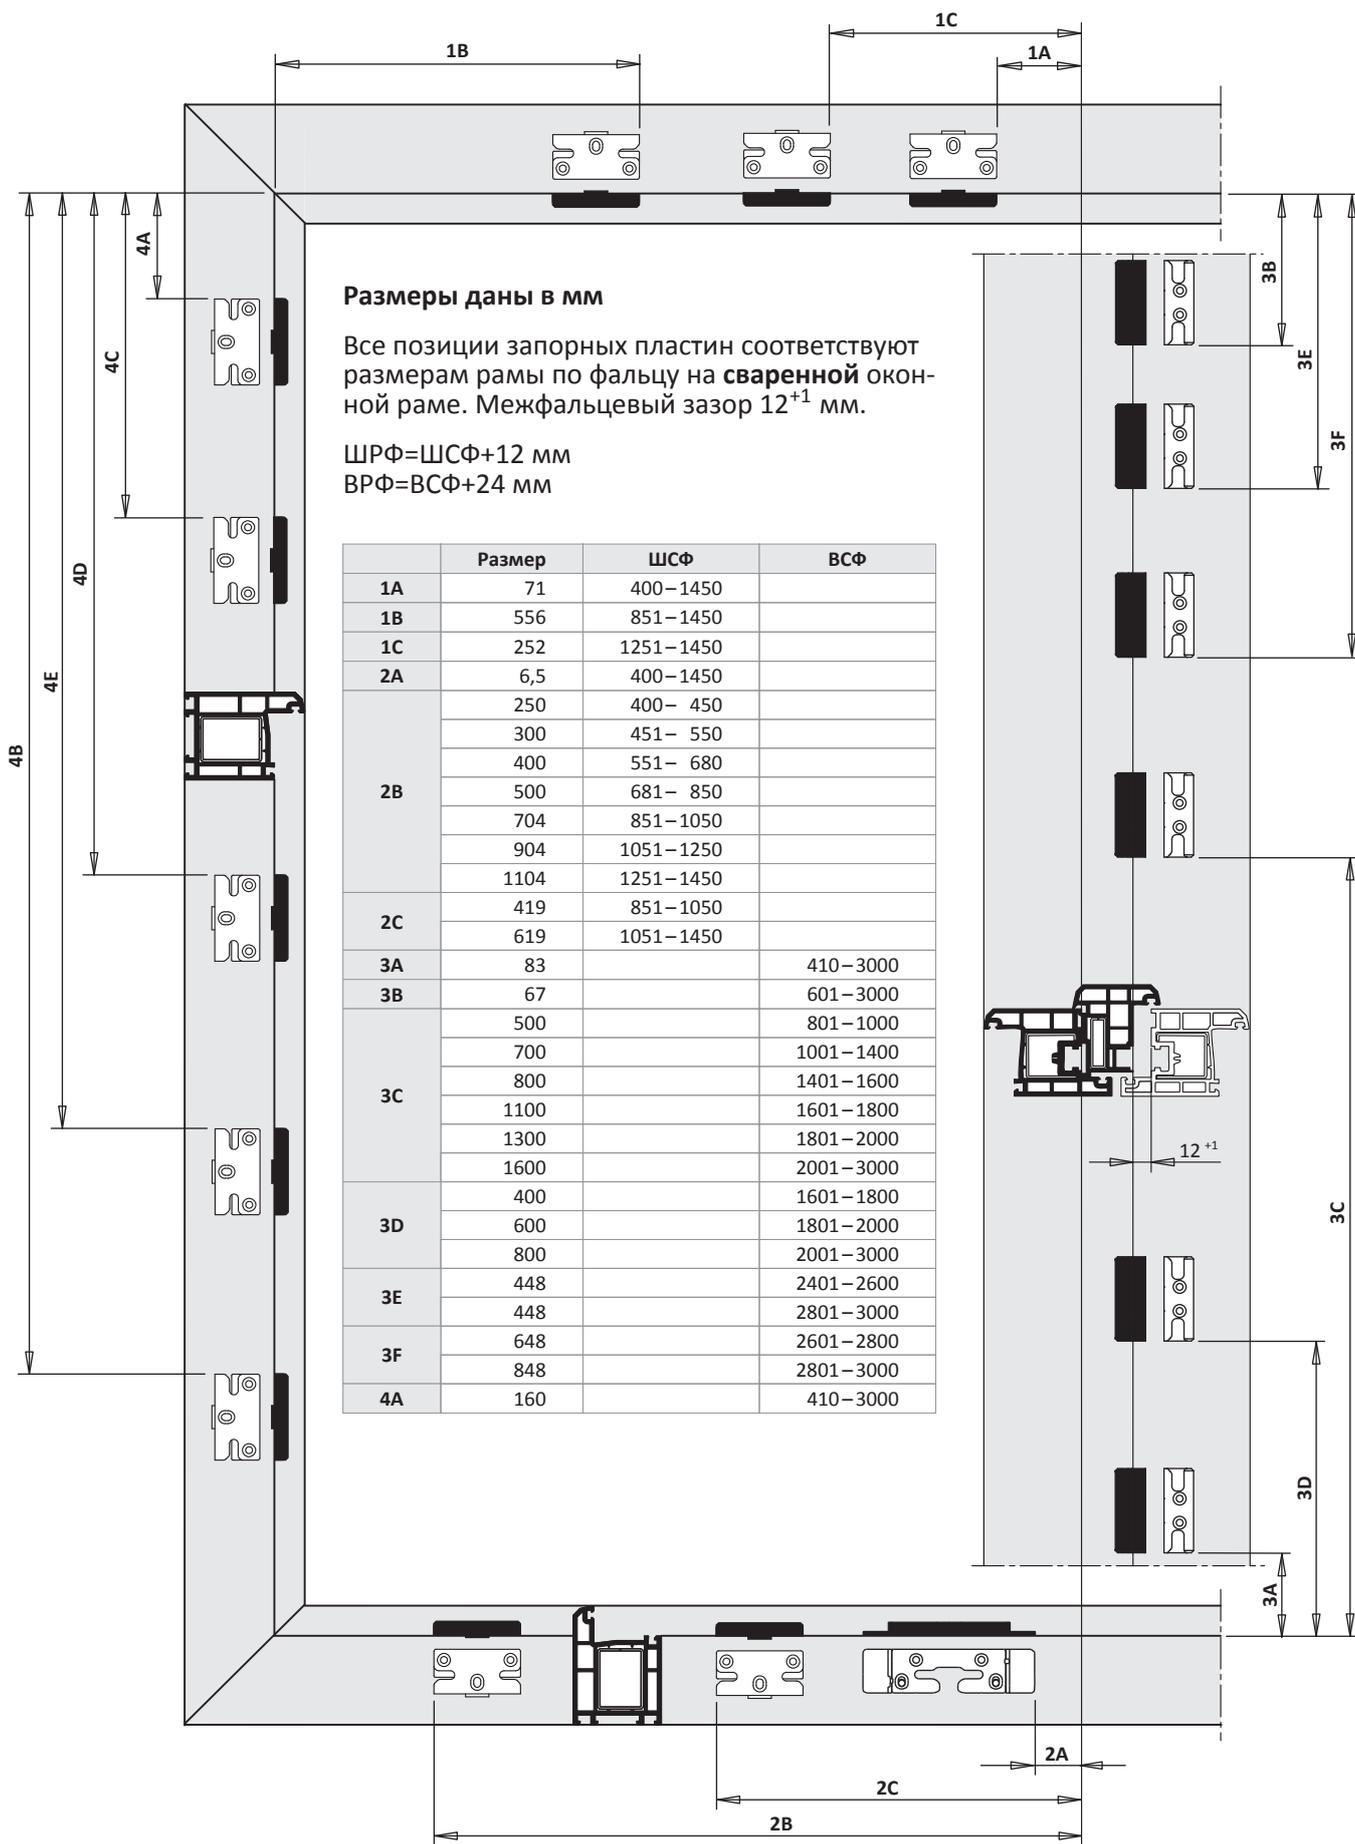 1C
1B
1A
4A
4C
4D
4E
4B
3B
3E
3F
Размеры даны в мм
Все позиции запорных пластин соответствуют
размерам рамы по фальцу на сваренной окон-
ной раме. Межфальцевый зазор 12+1 мм.
ШРФ=ШСФ+12 мм
ВРФ=ВСФ+24 мм
Размер ШСФ ВСФ
1A 71 400–1450
1B 556 851–1450
1C 252 1251–1450
2A 6,5 400–1450
2B 250 400– 450
300 451– 550
400 551– 680
500 681– 850
704 851–1050
904 1051–1250
1104 1251–1450
2C 419 851–1050
619 1051–1450
3A 83 410–3000
3B 67 601–3000
3C 500 801–1000
700 1001–1400
800 1401–1600
1100 1601–1800
1300 1801–2000
1600 2001–3000
3D 400 1601–1800
600 1801–2000
800 2001–3000
3E 448 2401–2600
448 2801–3000
3F 648 2601–2800
848 2801–3000
4A 160 410–3000
12 +1
3C
3D
3A
2A
2C
2B